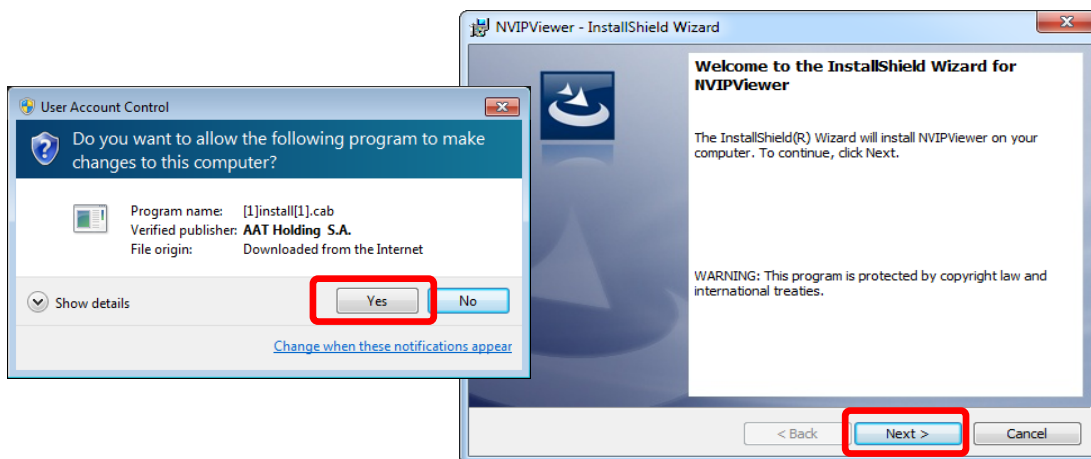 User Account Control
Do you want to allow the following program to make
changes to this computer?
Program name: [1]install[1].cab
Verified publisher: AAT Holding S.A.
File origin: Downloaded from the Internet
Show details
Yes
No
Change when these notifications appear
NVIPViewer - InstallShield Wizard
Welcome to the InstallShield Wizard for
NVIPViewer
The InstallShield(R) Wizard will install NVIPViewer on your
computer. To continue, click Next.
WARNING: This program is protected by copyright law and
international treaties.
< Back
Next >
Cancel